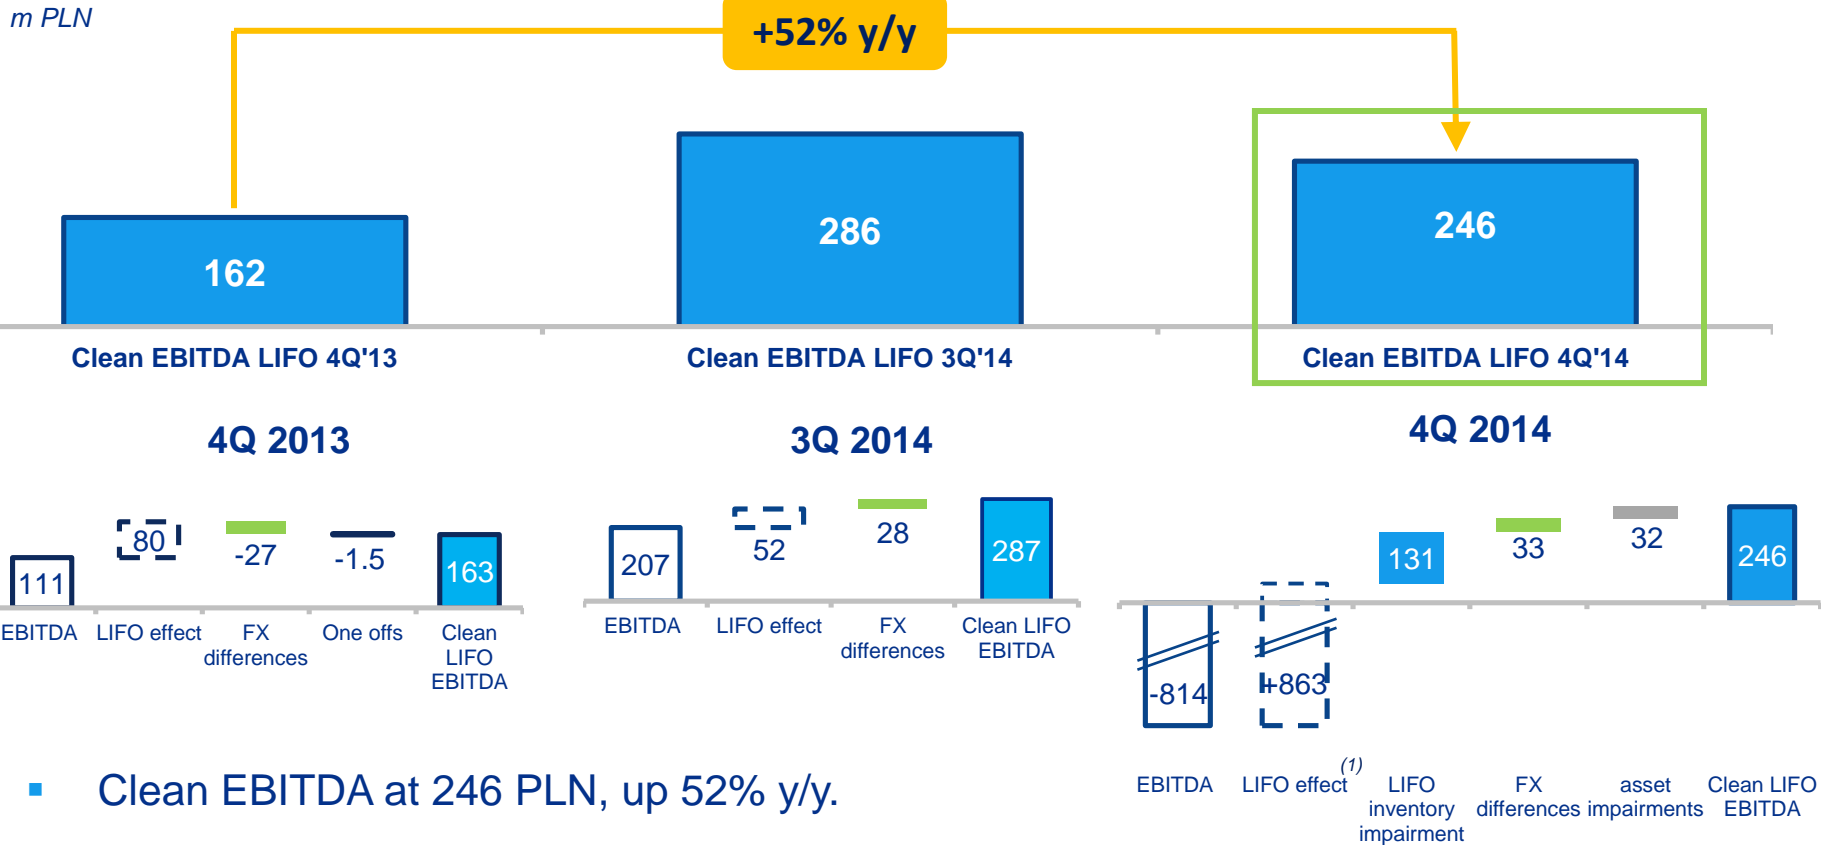 m PLN
+52% y/y
162
286
246
Clean EBITDA LIFO 4Q'13
Clean EBITDA LIFO 3Q'14
Clean EBITDA LIFO 4Q'14
4Q 2013
111
80
-27
-1.5
163
EBITDA
LIFO effect
FX
differences
One offs
Clean
LIFO
EBITDA
3Q 2014
207
52
28
287
EBITDA
LIFO effect
FX
differences
Clean LIFO
EBITDA
4Q 2014
-814
+863
131
33
32
246
EBITDA
LIFO effect (1)
LIFO
inventory
impairment
FX
differences
asset
impairments
Clean LIFO
EBITDA
▪ Clean EBITDA at 246 PLN, up 52% y/y.